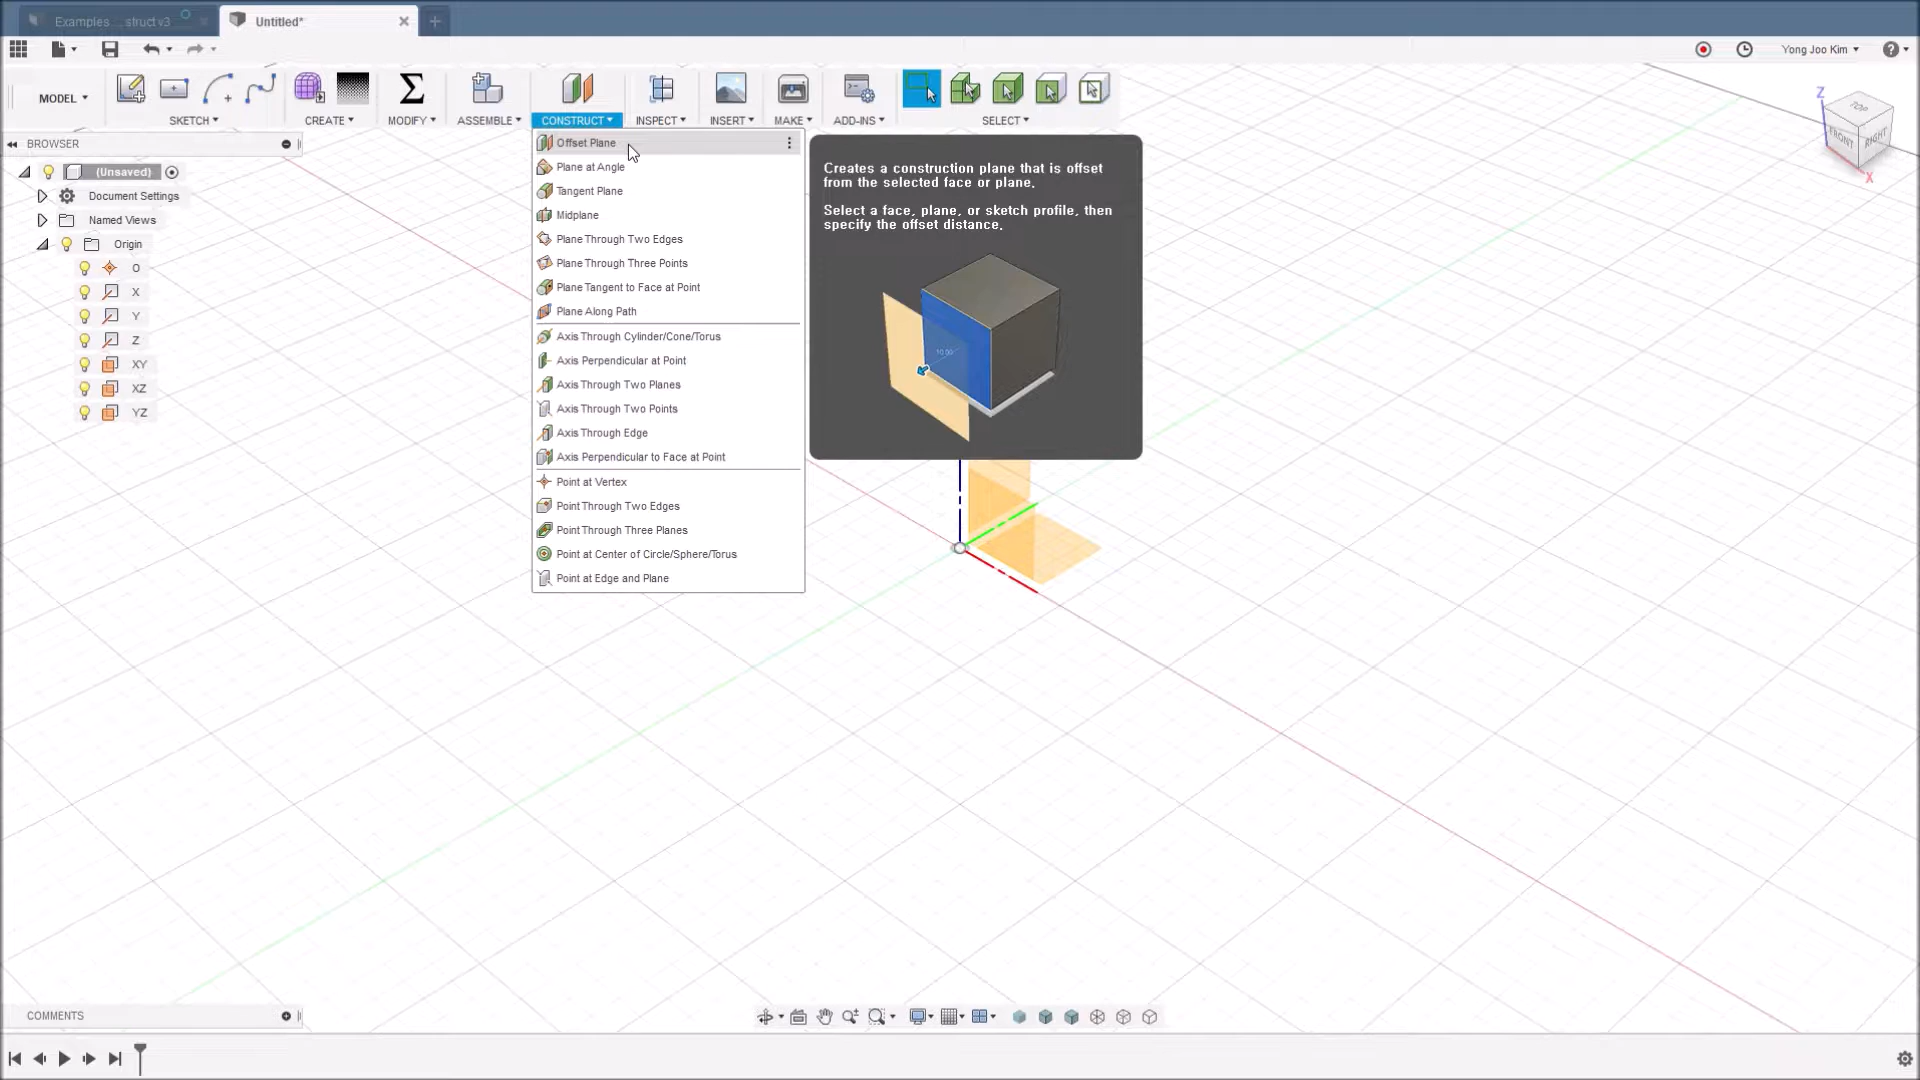 Examples ... struct v3
Untitled*
Yong Joo Kim
MODEL
SKETCH
CREATE
MODIFY
ASSEMBLE
CONSTRUCT
INSPECT
INSERT
MAKE
ADD-INS
SELECT
BROWSER
(Unsaved)
Document Settings
Named Views
Origin
O
X
Y
Z
XY
XZ
YZ
Offset Plane
Plane at Angle
Tangent Plane
Midplane
Plane Through Two Edges
Plane Through Three Points
Plane Tangent to Face at Point
Plane Along Path
Axis Through Cylinder/Cone/Torus
Axis Perpendicular at Point
Axis Through Two Planes
Axis Through Two Points
Axis Through Edge
Axis Perpendicular to Face at Point
Point at Vertex
Point Through Two Edges
Point Through Three Planes
Point at Center of Circle/Sphere/Torus
Point at Edge and Plane
Creates a construction plane that is offset
from the selected face or plane.
Select a face, plane, or sketch profile, then
specify the offset distance.
10.00
Z
TOP
FRONT
RIGHT
X
COMMENTS